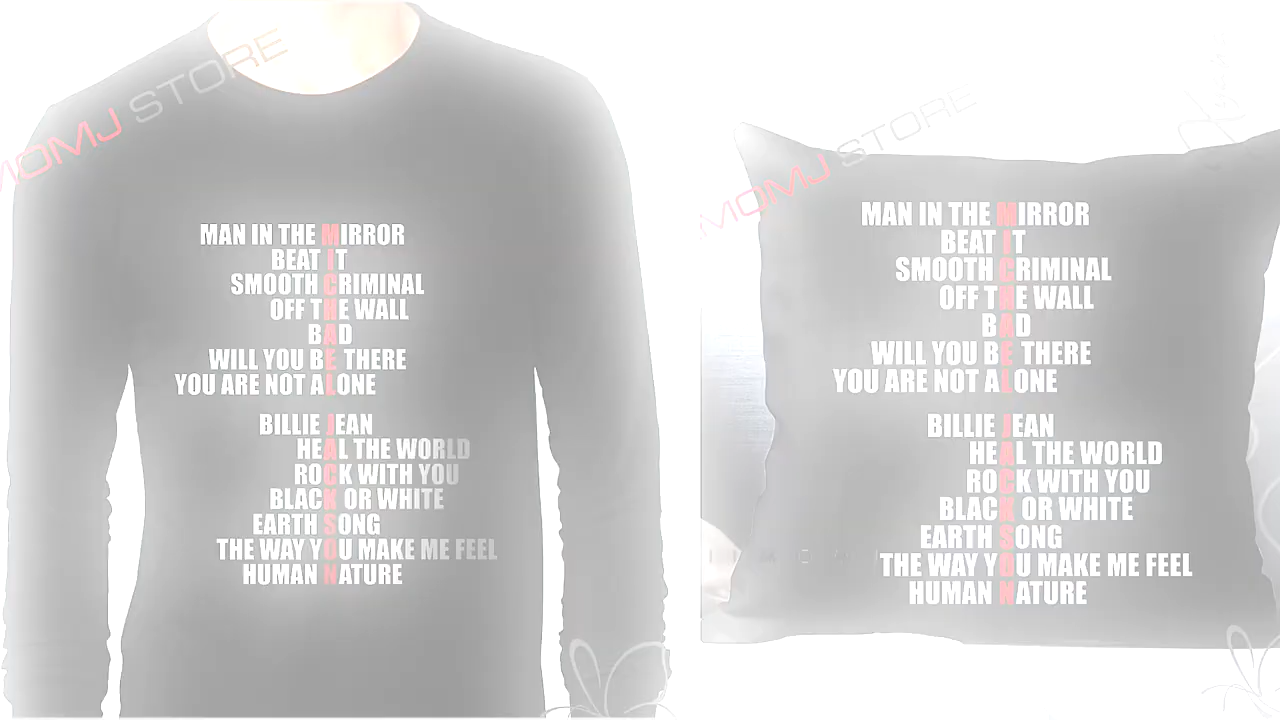 MOMJ STORE
MAN IN THE MIRROR
BEAT IT
SMOOTH CRIMINAL
OFF THE WALL
BAD
WILL YOU BE THERE
YOU ARE NOT ALONE
BILLIE JEAN
HEAL THE WORLD
ROCK WITH YOU
BLACK OR WHITE
EARTH SONG
THE WAY YOU MAKE ME FEEL
HUMAN NATURE
MOMJ STORE
MAN IN THE MIRROR
BEAT IT
SMOOTH CRIMINAL
OFF THE WALL
BAD
WILL YOU BE THERE
YOU ARE NOT ALONE
BILLIE JEAN
HEAL THE WORLD
ROCK WITH YOU
BLACK OR WHITE
EARTH SONG
THE WAY YOU MAKE ME FEEL
HUMAN NATURE